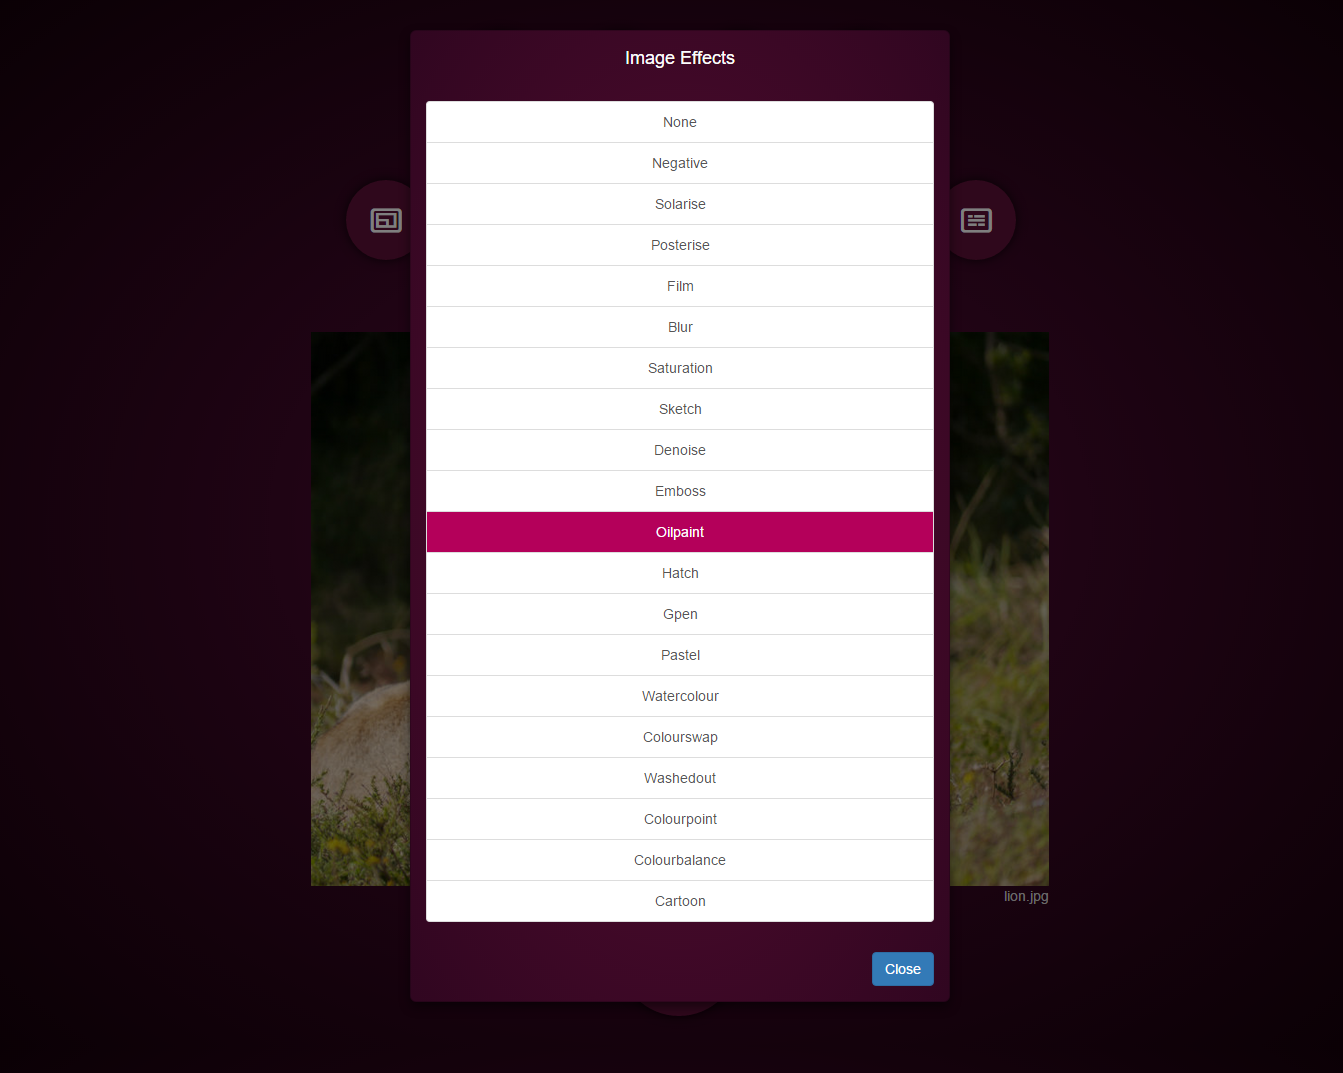 Image Effects
None
Negative
Solarise
Posterise
Film
Blur
Saturation
Sketch
Denoise
Emboss
Oilpaint
Hatch
Gpen
Pastel
Watercolour
Colourswap
Washedout
Colourpoint
Colourbalance
Cartoon
lion.jpg
Close